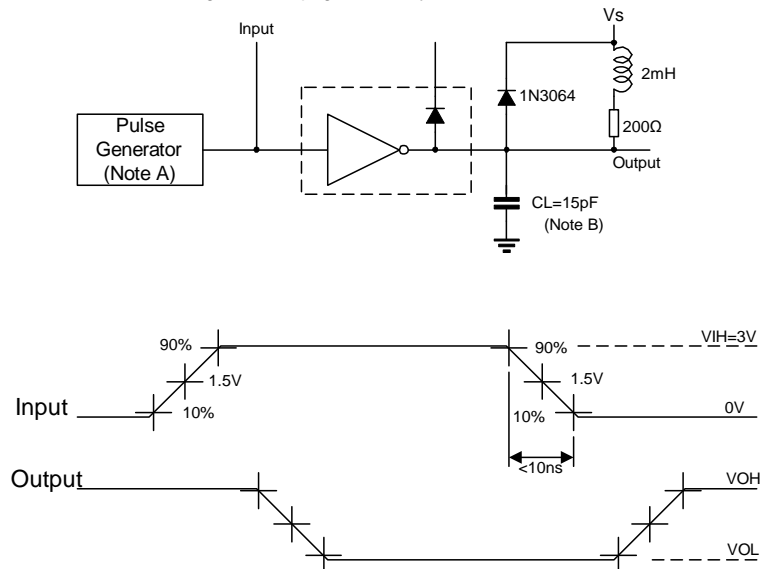 Input
Vs
2mH
1N3064
200Ω
Pulse
Generator
(Note A)
Output
CL=15pF
(Note B)
90%
90%
VIH=3V
1.5V
1.5V
Input
10%
10%
0V
<10ns
Output
VOH
VOL